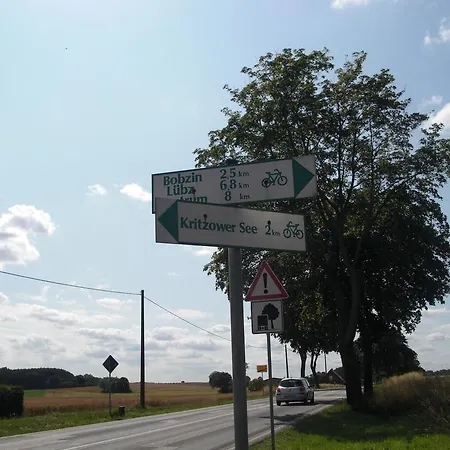 Bobzin 2,5 km
Lübz 6,8 km
8 km
Kritzower See 2 km
!